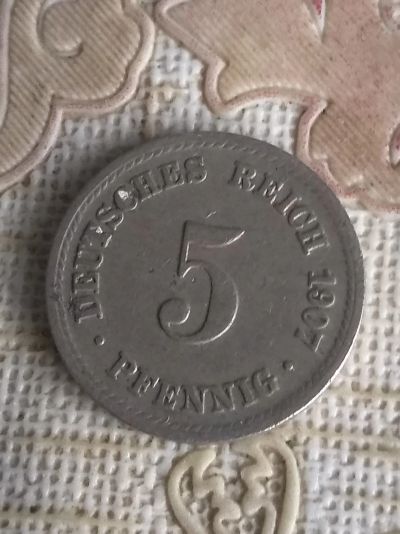 DEUTSCHES REICH 1907
5
· PFENNIG ·